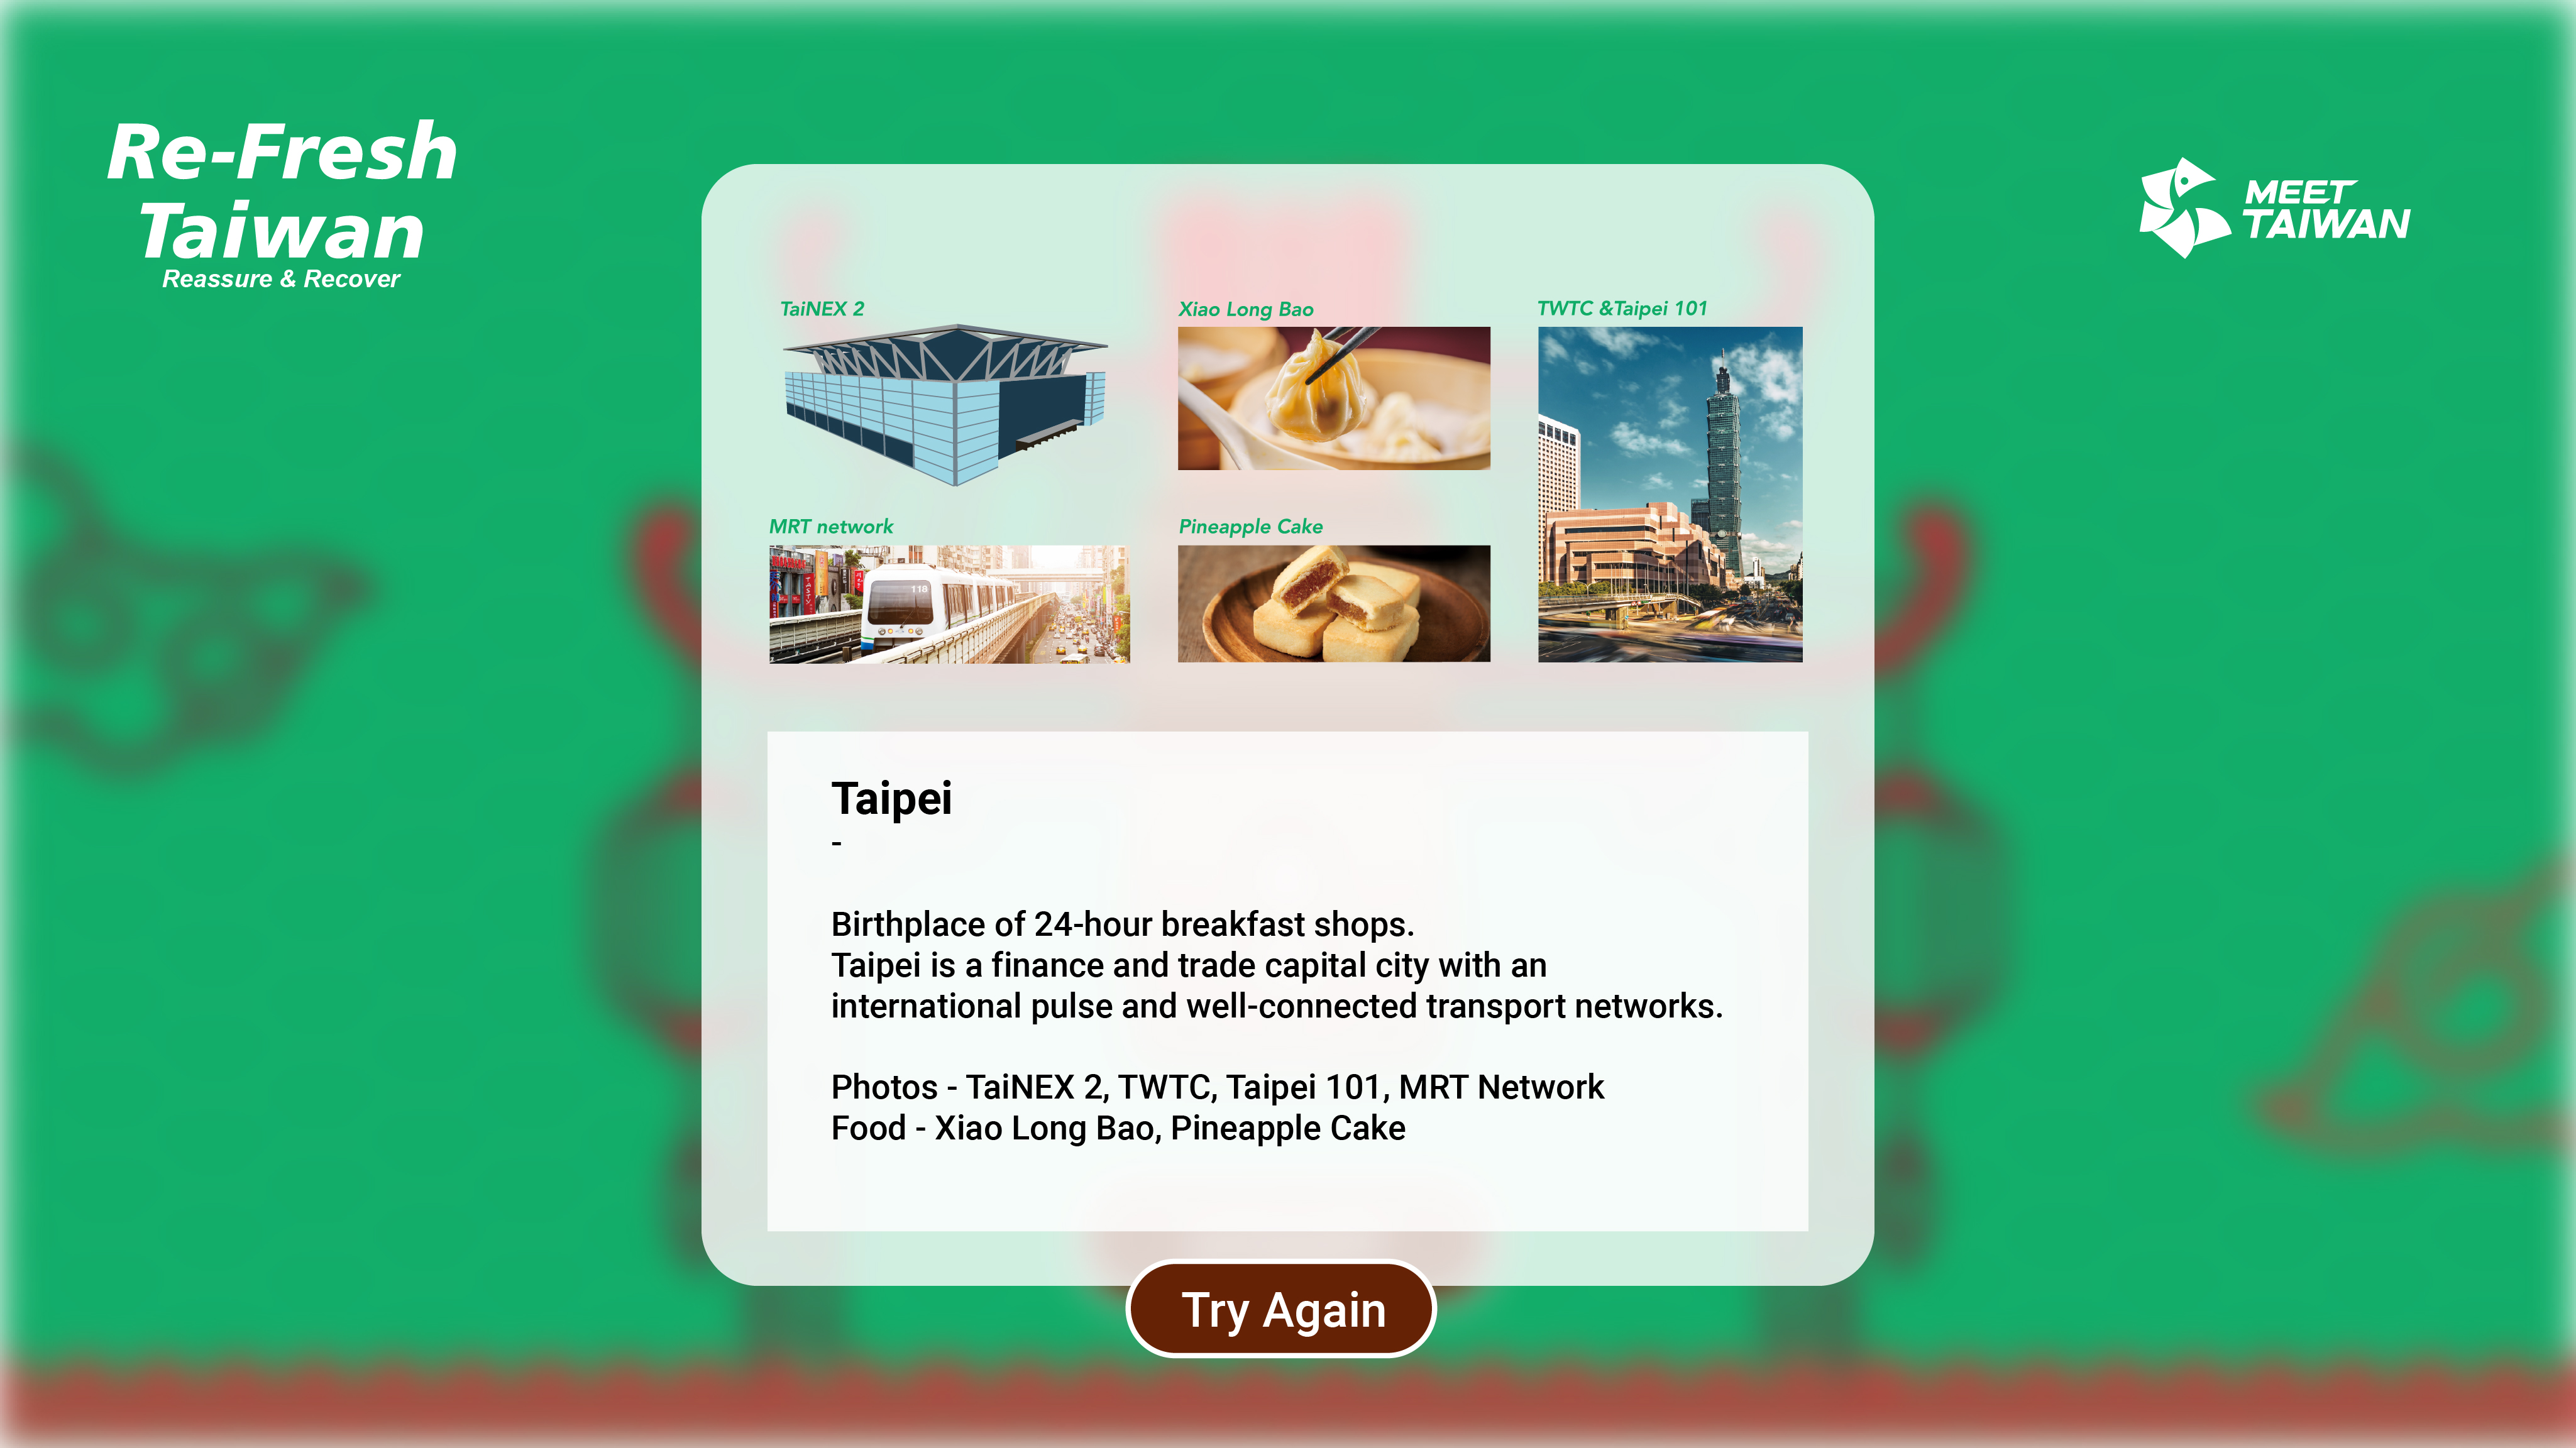 Re-Fresh
Taiwan
Reassure & Recover
MEET
TAIWAN
TaiNEX 2
Xiao Long Bao
TWTC &Taipei 101
MRT network
118
Pineapple Cake
Taipei
-
Birthplace of 24-hour breakfast shops.
Taipei is a finance and trade capital city with an
international pulse and well-connected transport networks.
Photos - TaiNEX 2, TWTC, Taipei 101, MRT Network
Food - Xiao Long Bao, Pineapple Cake
Try Again